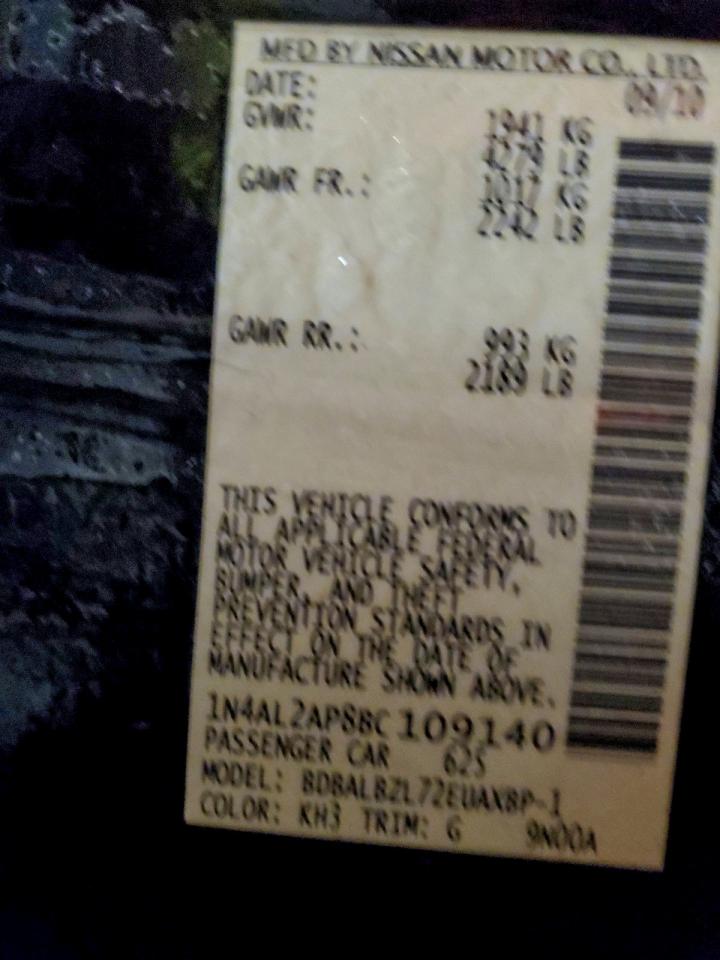 MFD BY NISSAN MOTOR CO., LTD.
DATE: 09/10
GVWR: 1941 KG
4279 LB
GAWR FR.: 1017 KG
2242 LB
GAWR RR.: 993 KG
2189 LB
THIS VEHICLE CONFORMS TO
ALL APPLICABLE FEDERAL
MOTOR VEHICLE SAFETY,
BUMPER, AND THEFT
PREVENTION STANDARDS IN
EFFECT ON THE DATE OF
MANUFACTURE SHOWN ABOVE.
1N4AL2AP8BC109140
PASSENGER CAR 625
MODEL: BDBALBZL72EUAXBP-1
COLOR: KH3 TRIM: G 9N00A